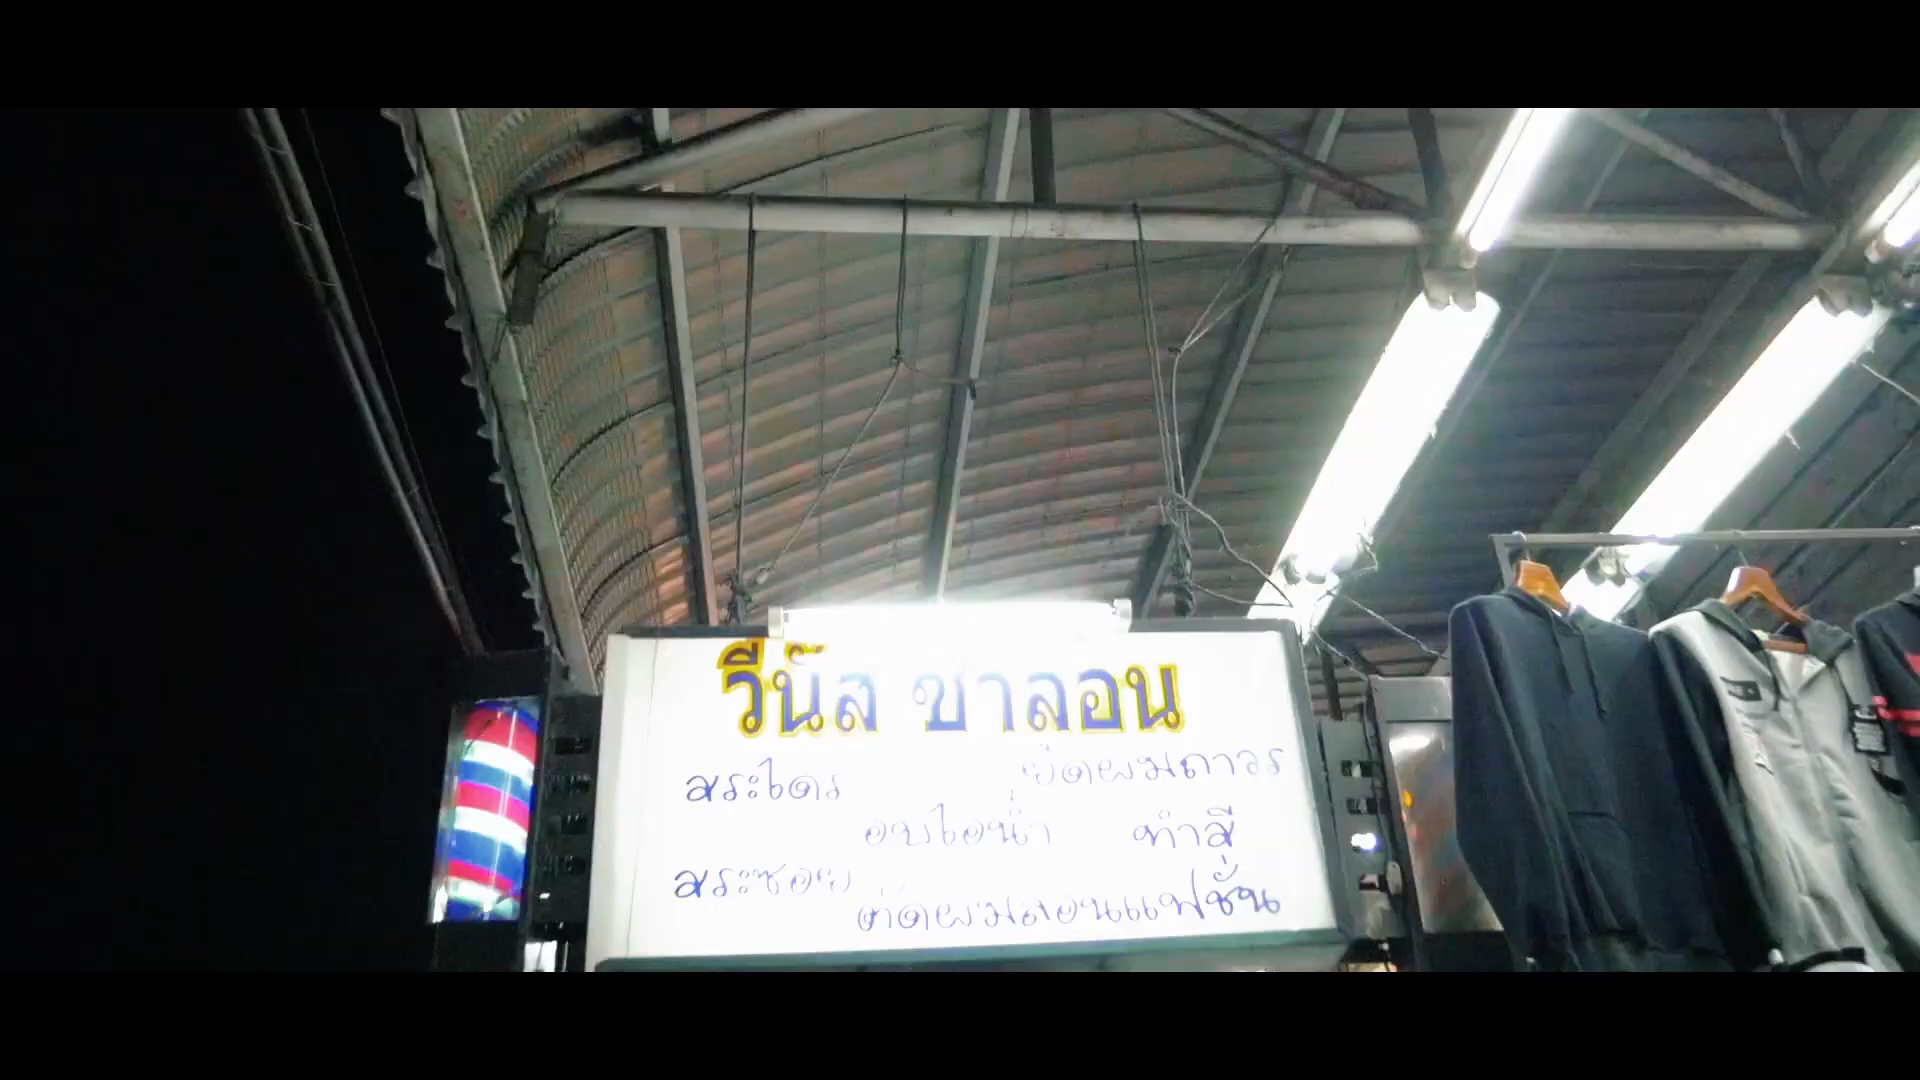 วีนัส ซาลอน
สระไดร
ยืดผมถาวร
อบไอน้ำ
ทำสี
สระซอย
ตัดผมสอนแฟชั่น